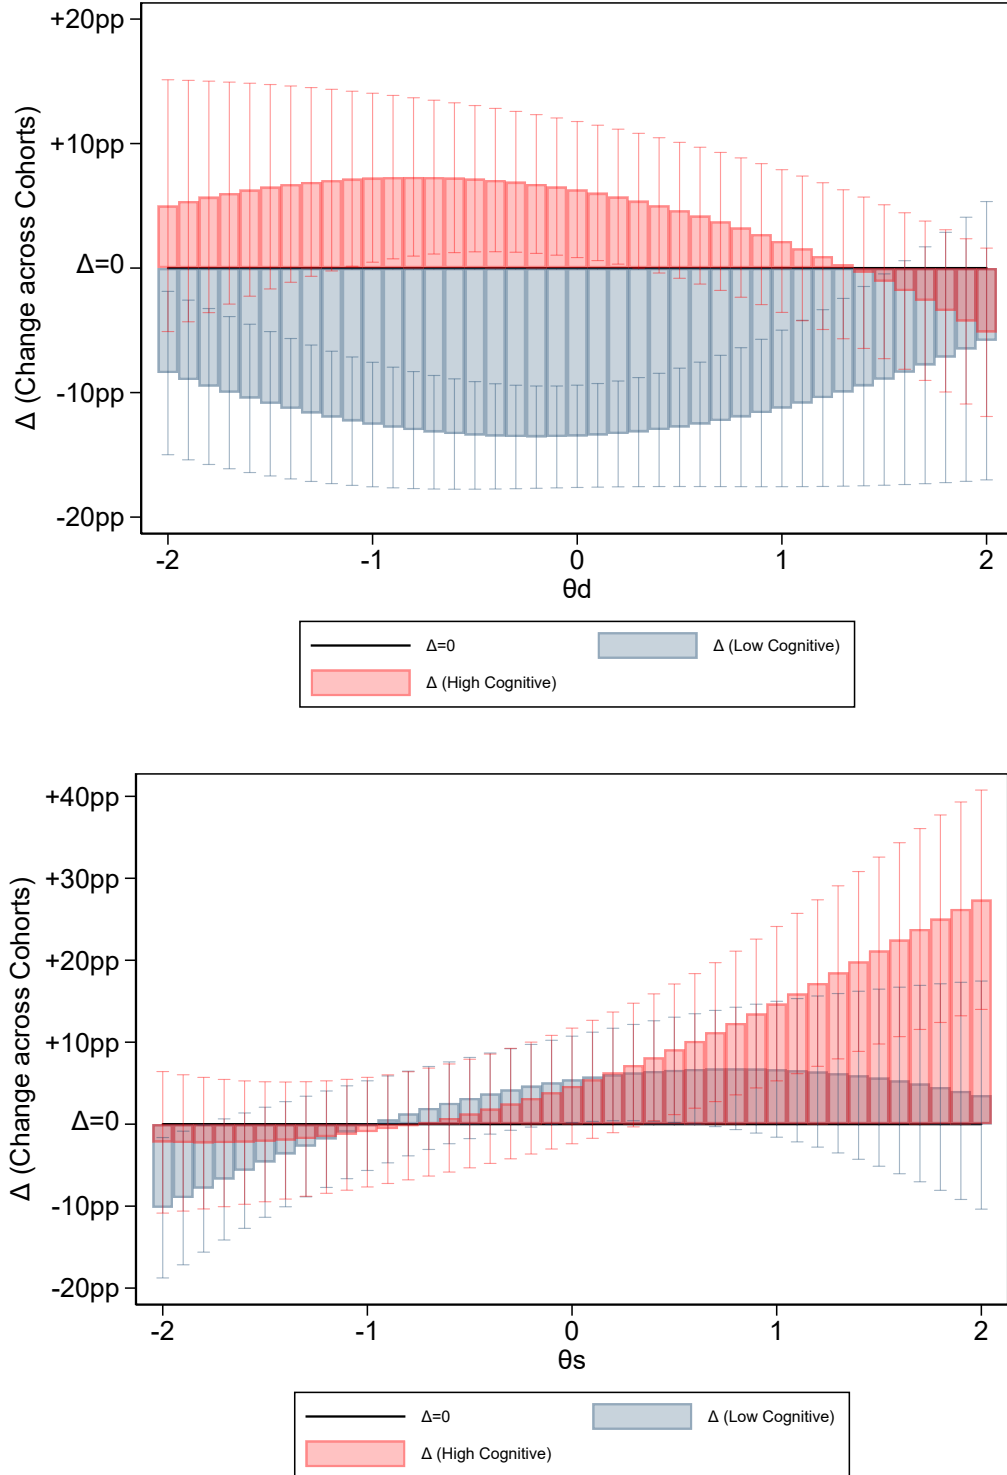 +20pp
+10pp
Δ=0
-10pp
-20pp
Δ (Change across Cohorts)
-2 -1 0 1 2
θd
Δ=0 Δ (Low Cognitive)
Δ (High Cognitive)
+40pp
+30pp
+20pp
+10pp
Δ=0
-10pp
-20pp
Δ (Change across Cohorts)
-2 -1 0 1 2
θs
Δ=0 Δ (Low Cognitive)
Δ (High Cognitive)